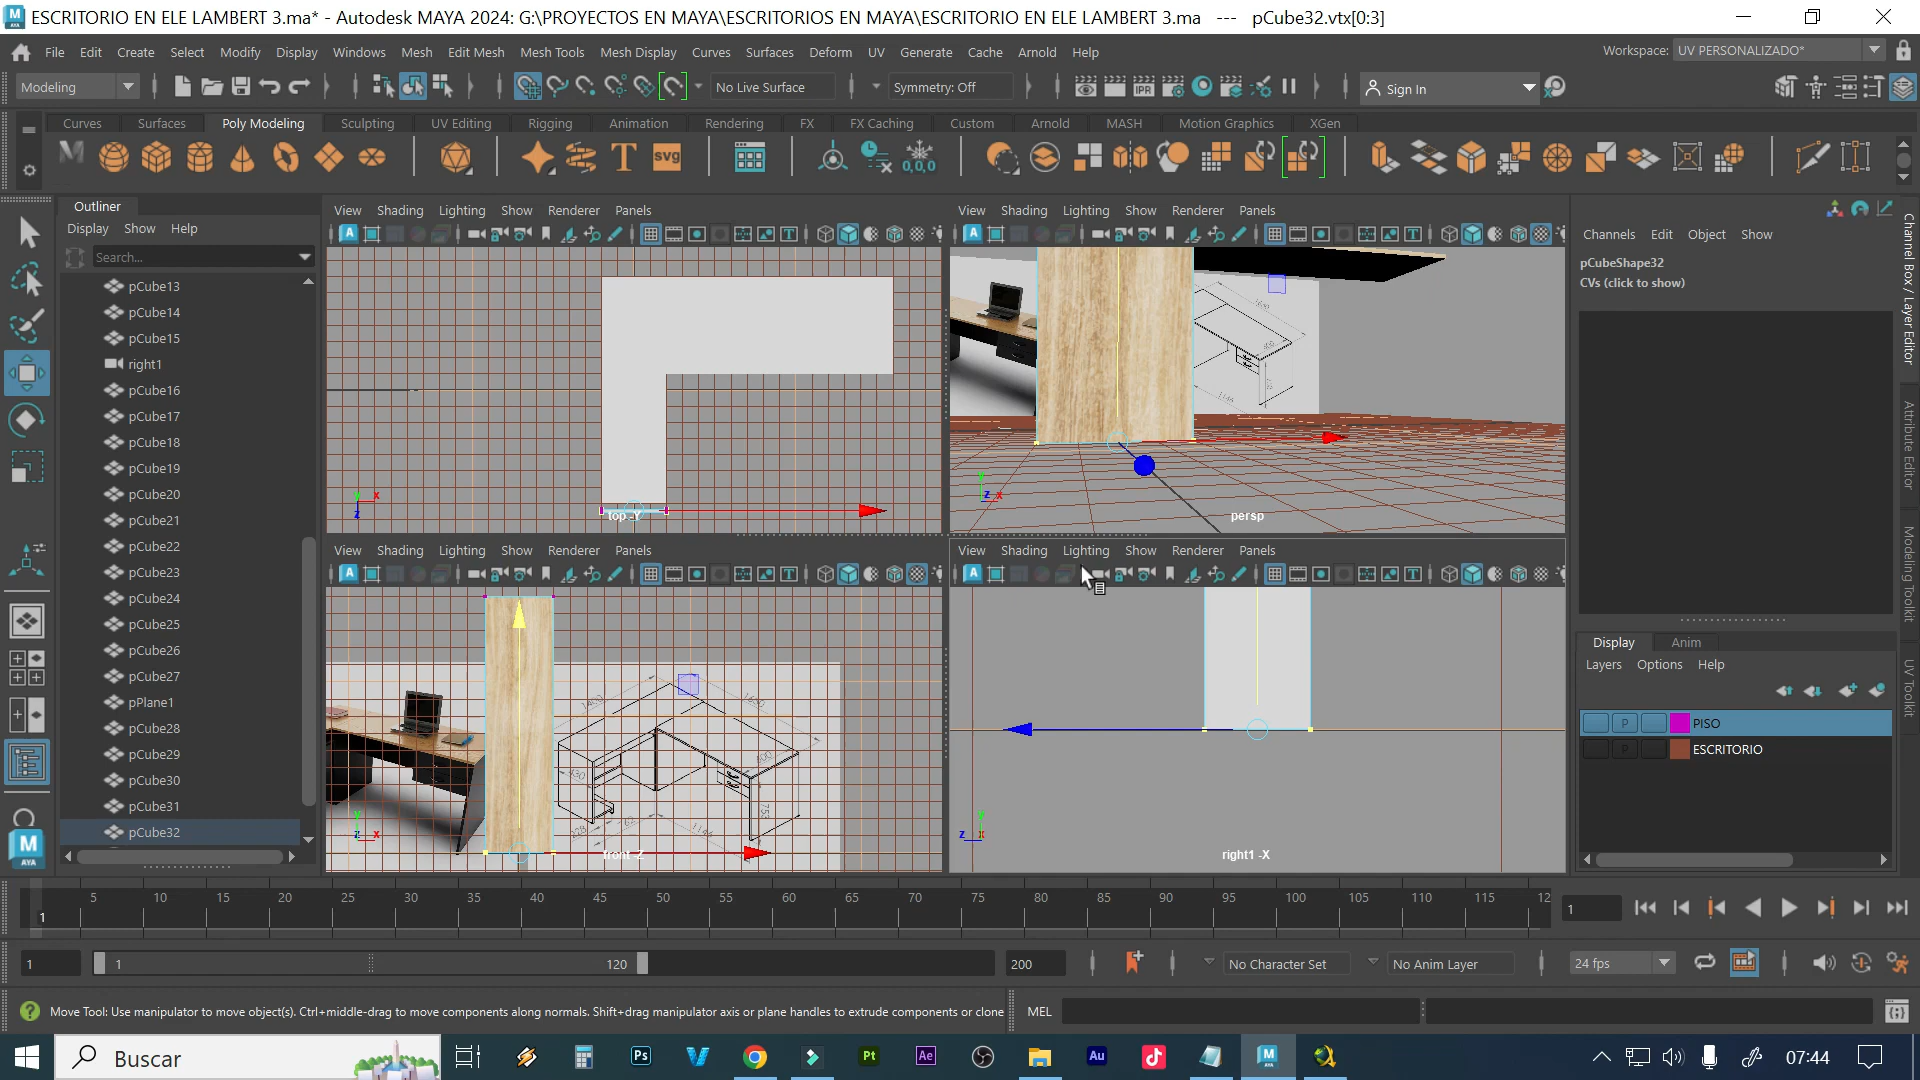 ESCRITORIO EN ELE LAMBERT 3.ma* - Autodesk MAYA 2024: G:\PROYECTOS EN MAYA\ESCRITORIOS EN MAYA\ESCRITORIO EN ELE LAMBERT 3.ma --- pCube32.vtx[0:3]
File Edit Create Select Modify Display Windows Mesh Edit Mesh Mesh Tools Mesh Display Curves Surfaces Deform UV Generate Cache Arnold Help
Workspace: UV PERSONALIZADO*
Modeling
No Live Surface
Symmetry: Off
IPR
Sign In
Curves Surfaces Poly Modeling Sculpting UV Editing Rigging Animation Rendering FX FX Caching Custom Arnold MASH Motion Graphics XGen
SVG
0,0,0
Outliner
Display Show Help
Search...
pCube13
pCube14
pCube15
right1
pCube16
pCube17
pCube18
pCube19
pCube20
pCube21
pCube22
pCube23
pCube24
pCube25
pCube26
pCube27
pPlane1
pCube28
pCube29
pCube30
pCube31
pCube32
View Shading Lighting Show Renderer Panels
top -Y
View Shading Lighting Show Renderer Panels
persp
View Shading Lighting Show Renderer Panels
front -Z
View Shading Lighting Show Renderer Panels
right1 -X
Channels Edit Object Show
pCubeShape32
CVs (click to show)
Display Anim
Layers Options Help
P PISO
P ESCRITORIO
Channel Box / Layer Editor
Attribute Editor
Modeling Toolkit
UV Toolkit
1 5 10 15 20 25 30 35 40 45 50 55 60 65 70 75 80 85 90 95 100 105 110 115 12
1
1 1 120 200
No Character Set
No Anim Layer
24 fps
Move Tool: Use manipulator to move object(s). Ctrl+middle-drag to move components along normals. Shift+drag manipulator axis or plane handles to extrude components or clone
MEL
Buscar
07:44